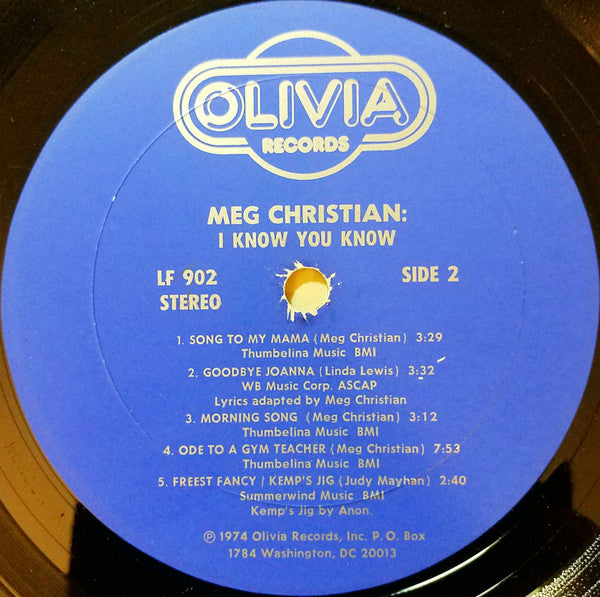 OLIVIA
RECORDS
MEG CHRISTIAN:
I KNOW YOU KNOW
LF 902
STEREO
SIDE 2
1. SONG TO MY MAMA (Meg Christian) 3:29
Thumbelina Music BMI
2. GOODBYE JOANNA (Linda Lewis) 3:32
WB Music Corp. ASCAP
Lyrics adapted by Meg Christian
3. MORNING SONG (Meg Christian) 3:12
Thumbelina Music BMI
4. ODE TO A GYM TEACHER (Meg Christian) 7:53
Thumbelina Music BMI
5. FREEST FANCY / KEMP'S JIG (Judy Mayhan) 2:40
Summerwind Music BMI
Kemp's Jig by Anon.
℗ 1974 Olivia Records, Inc. P. O. Box
1784 Washington, DC 20013